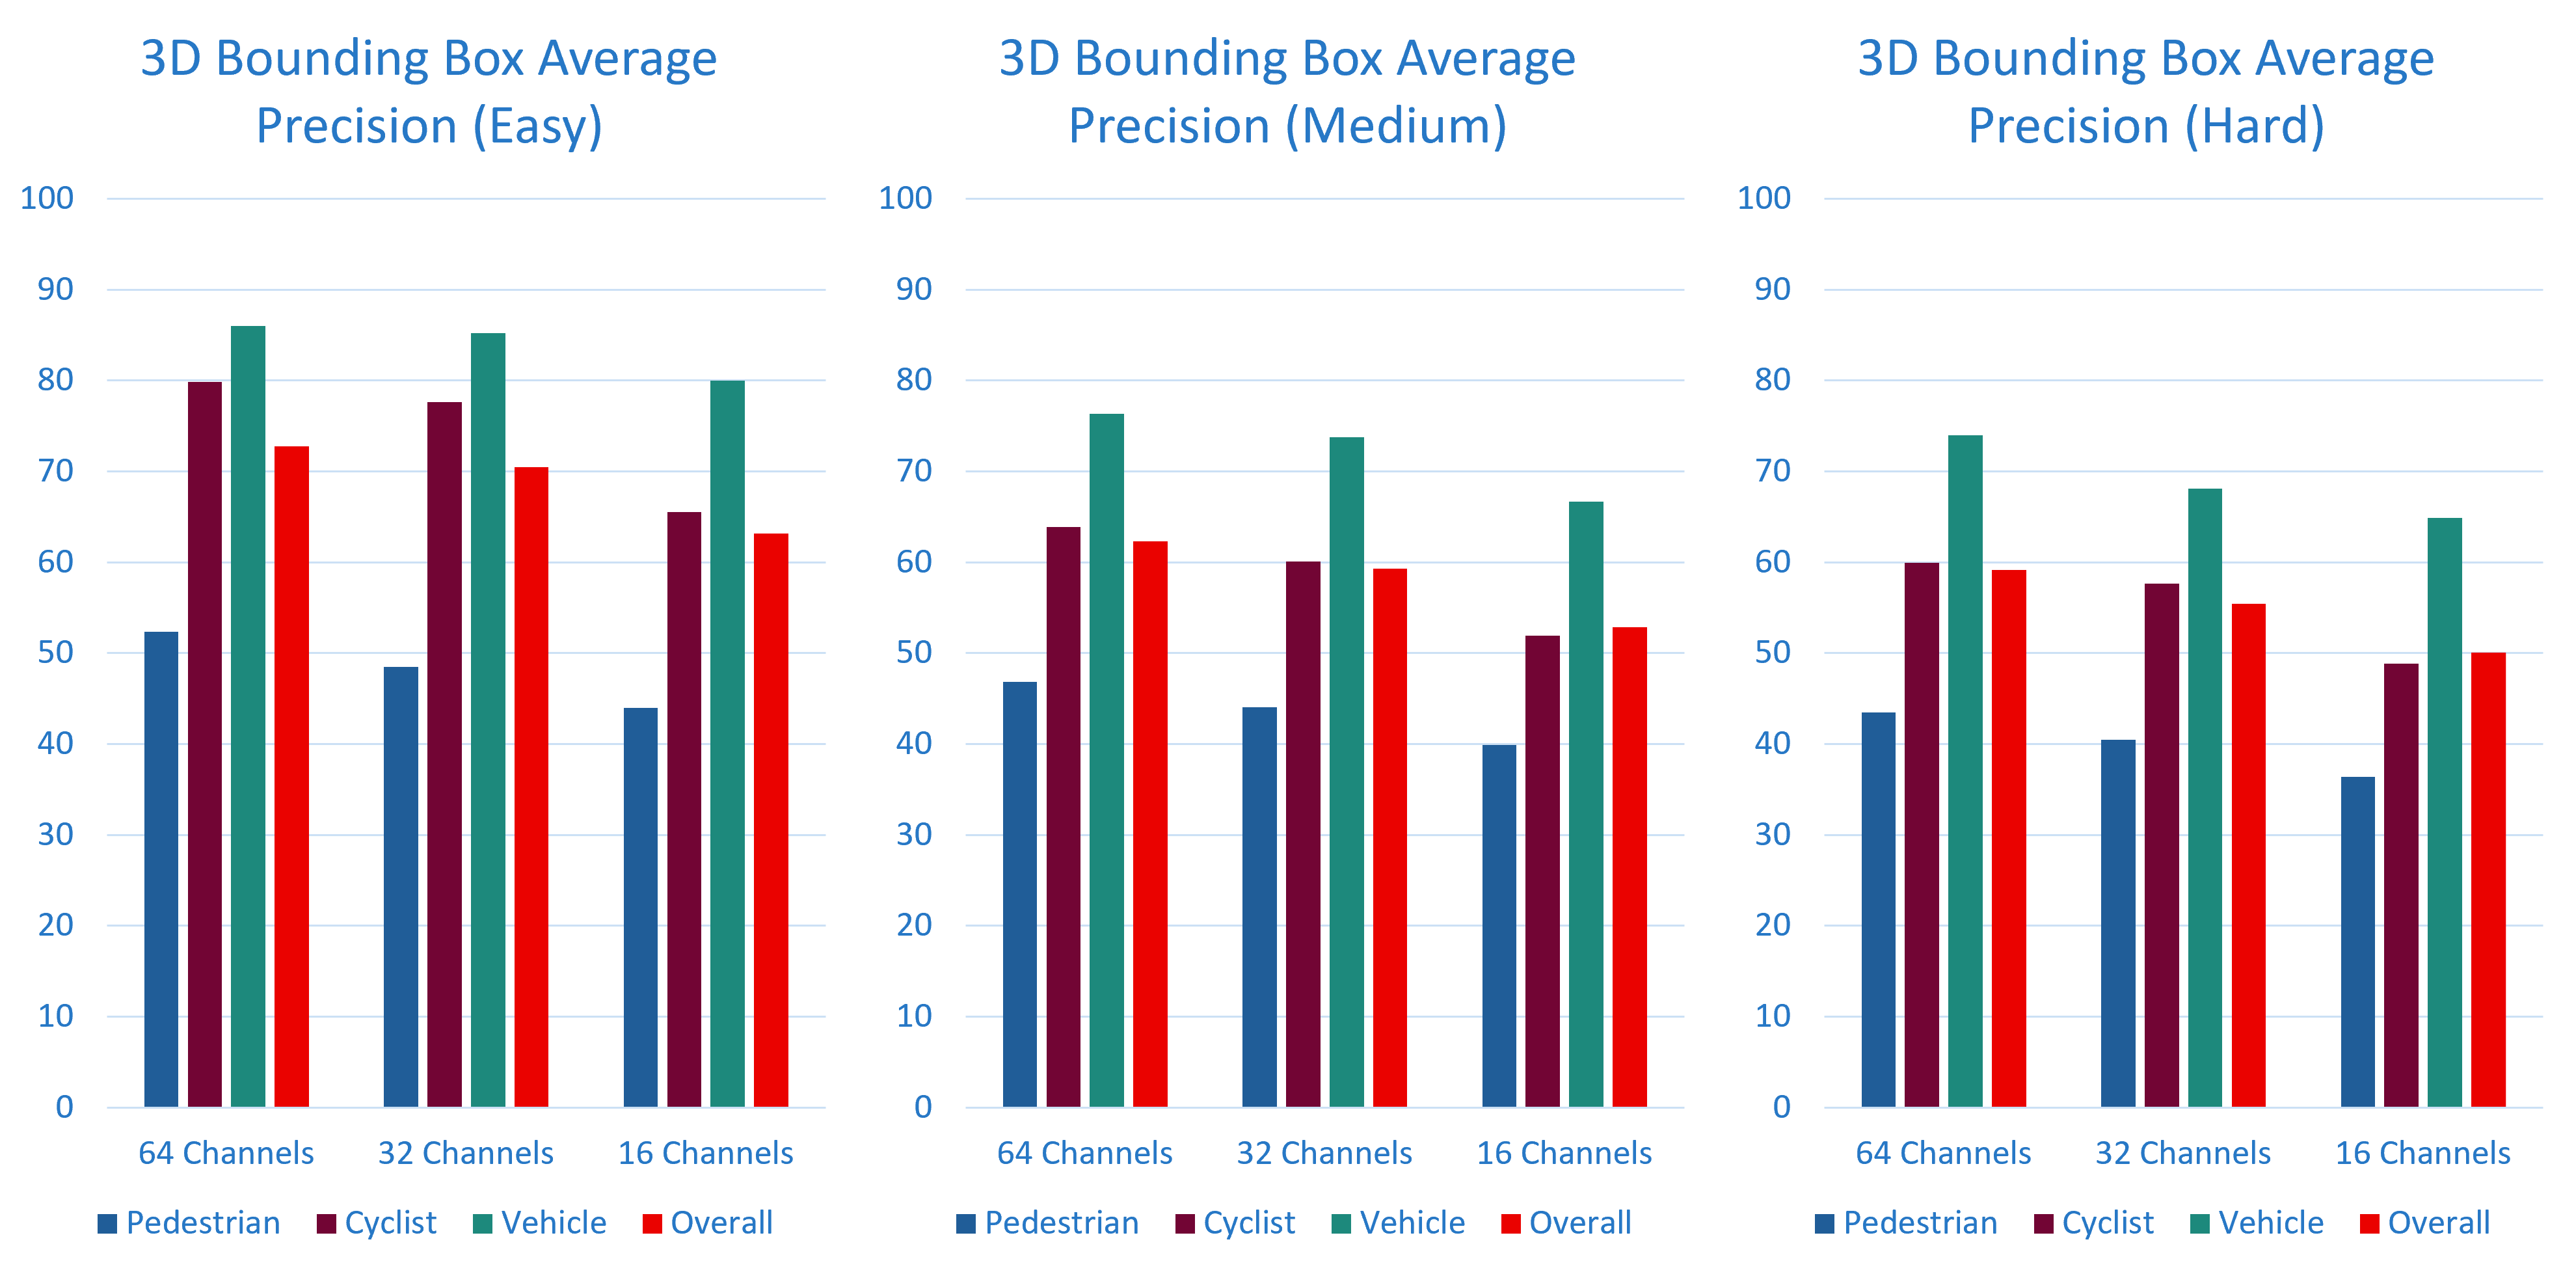 3D Bounding Box Average
Precision (Easy)
100
90
80
70
60
50
40
30
20
10
0
64 Channels 32 Channels 16 Channels
Pedestrian Cyclist Vehicle Overall
3D Bounding Box Average
Precision (Medium)
100
90
80
70
60
50
40
30
20
10
0
64 Channels 32 Channels 16 Channels
Pedestrian Cyclist Vehicle Overall
3D Bounding Box Average
Precision (Hard)
100
90
80
70
60
50
40
30
20
10
0
64 Channels 32 Channels 16 Channels
Pedestrian Cyclist Vehicle Overall